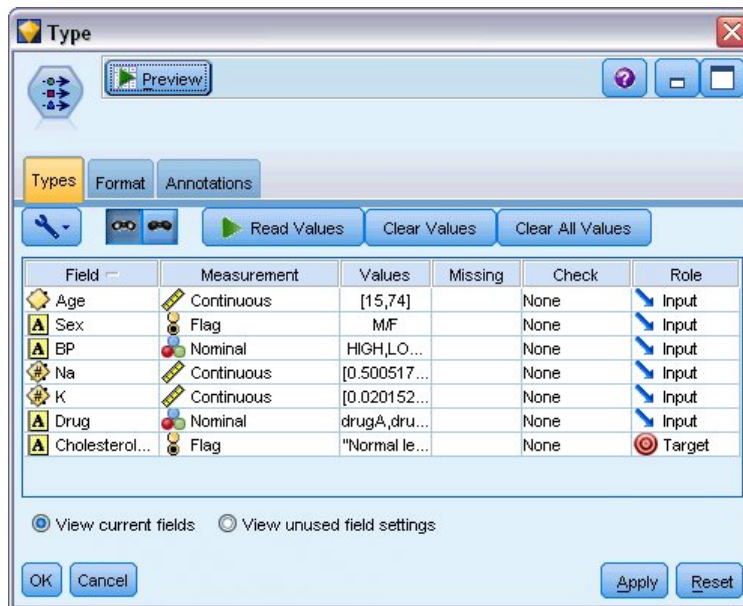 Type
Preview
Types Format Annotations
Read Values Clear Values Clear All Values
Field Measurement Values Missing Check Role
Age Continuous [15,74] None Input
A Sex Flag M/F None Input
A BP Nominal HIGH,LO... None Input
# Na Continuous [0.500517... None Input
# K Continuous [0.020152... None Input
A Drug Nominal drugA,dru... None Input
A Cholesterol... Flag "Normal le... None Target
View current fields View unused field settings
OK Cancel Apply Reset